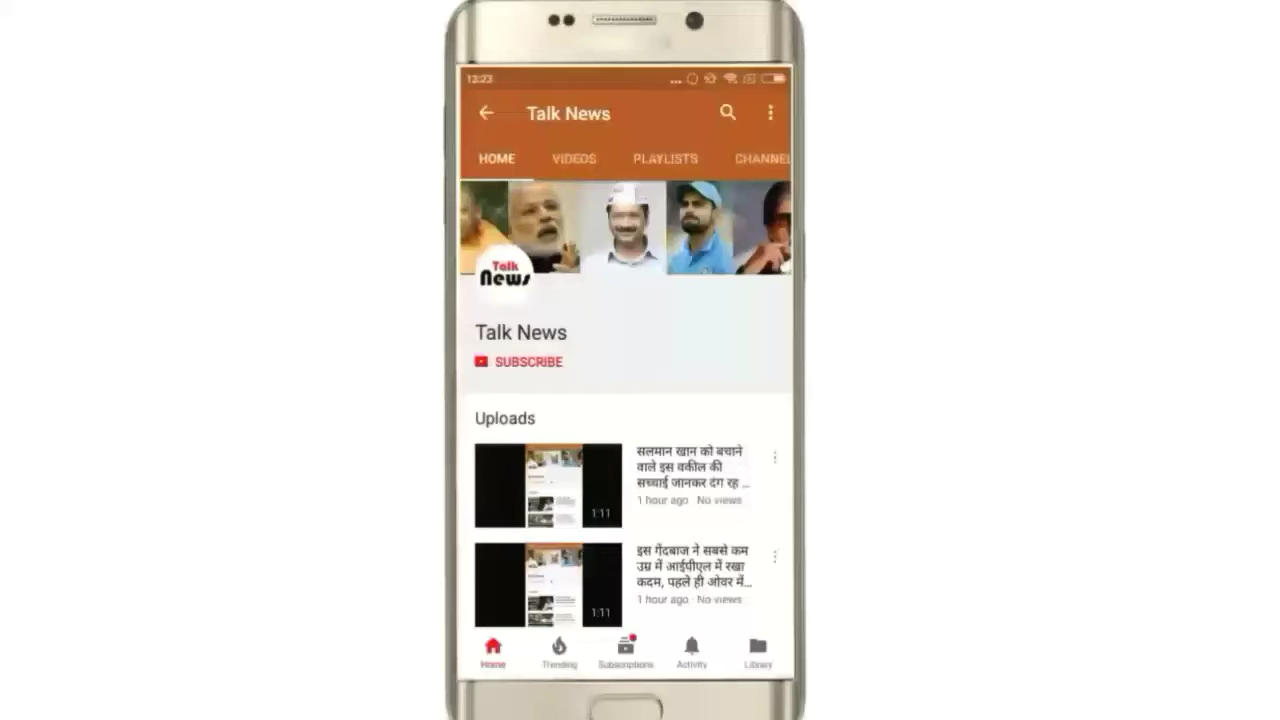 12:23
Talk News
HOME VIDEOS PLAYLISTS CHANNEL
Talk
News
Talk News
SUBSCRIBE
Uploads
सलमान खान को बचाने
वाले इस वकील की
सच्चाई जानकर दंग रह ...
1 hour ago · No views
1:11
इस गेंदबाज ने सबसे कम
उम्र में आईपीएल में रखा
कदम, पहले ही ओवर में...
1 hour ago · No views
1:11
Home Trending Subscriptions Activity Library